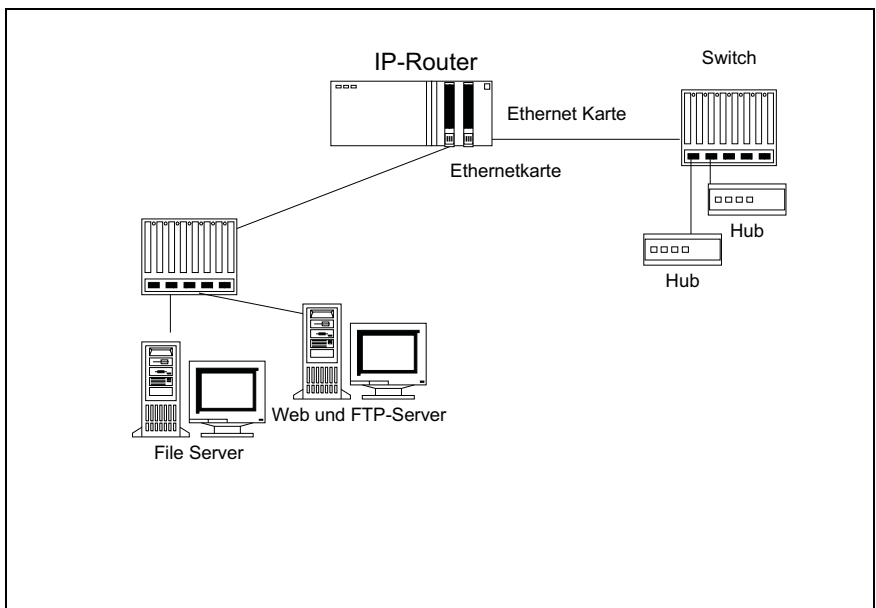 IP-Router
Switch
Ethernet Karte
Ethernetkarte
Hub
Hub
Web und FTP-Server
File Server